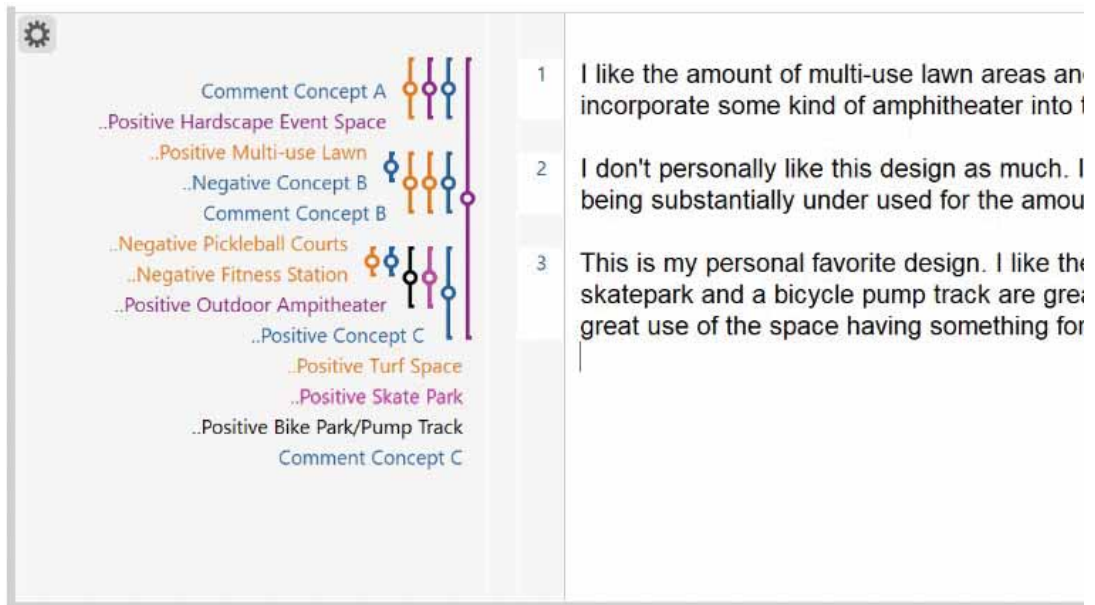 Comment Concept A
..Positive Hardscape Event Space
..Positive Multi-use Lawn
..Negative Concept B
Comment Concept B
..Negative Pickleball Courts
..Negative Fitness Station
..Positive Outdoor Ampitheater
..Positive Concept C
..Positive Turf Space
..Positive Skate Park
..Positive Bike Park/Pump Track
Comment Concept C
1 I like the amount of multi-use lawn areas an
incorporate some kind of amphitheater into
2 I don't personally like this design as much. I
being substantially under used for the amou
3 This is my personal favorite design. I like the
skatepark and a bicycle pump track are grea
great use of the space having something for